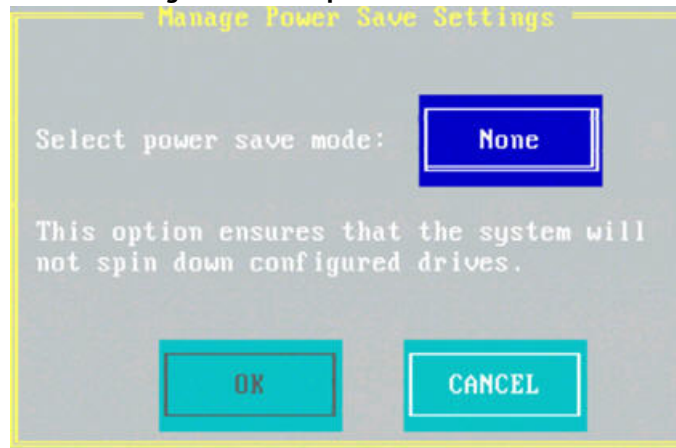 Manage Power Save Settings
Select power save mode: None
This option ensures that the system will
not spin down configured drives.
OK CANCEL